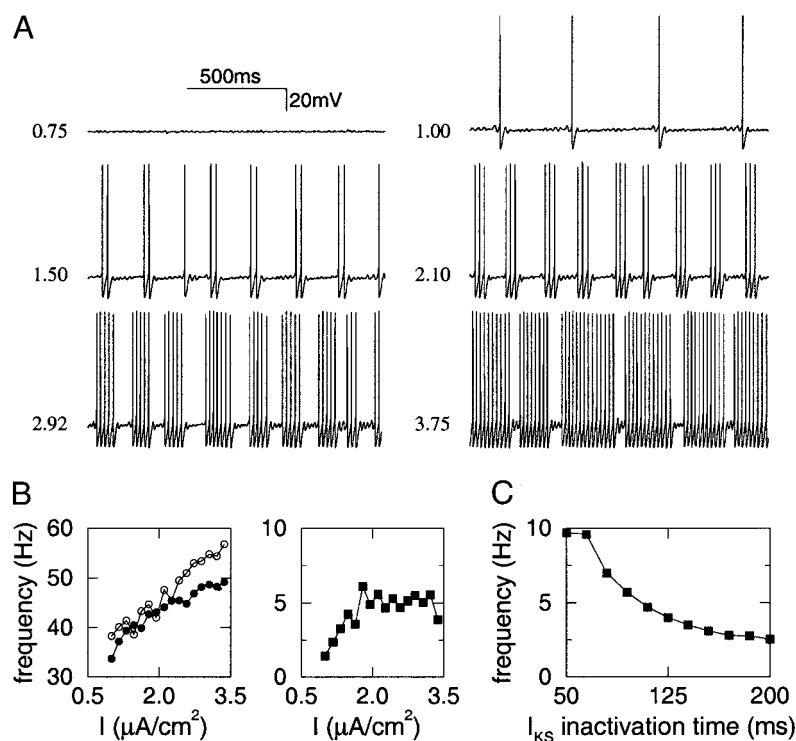 A
500ms
20mV
0.75
1.00
1.50
2.10
2.92
3.75
B
C
frequency (Hz)
60
50
40
30
0.5 2.0 3.5
I (μA/cm²)
10
5
0
0.5 2.0 3.5
I (μA/cm²)
frequency (Hz)
10
5
0
50 125 200
I_KS inactivation time (ms)